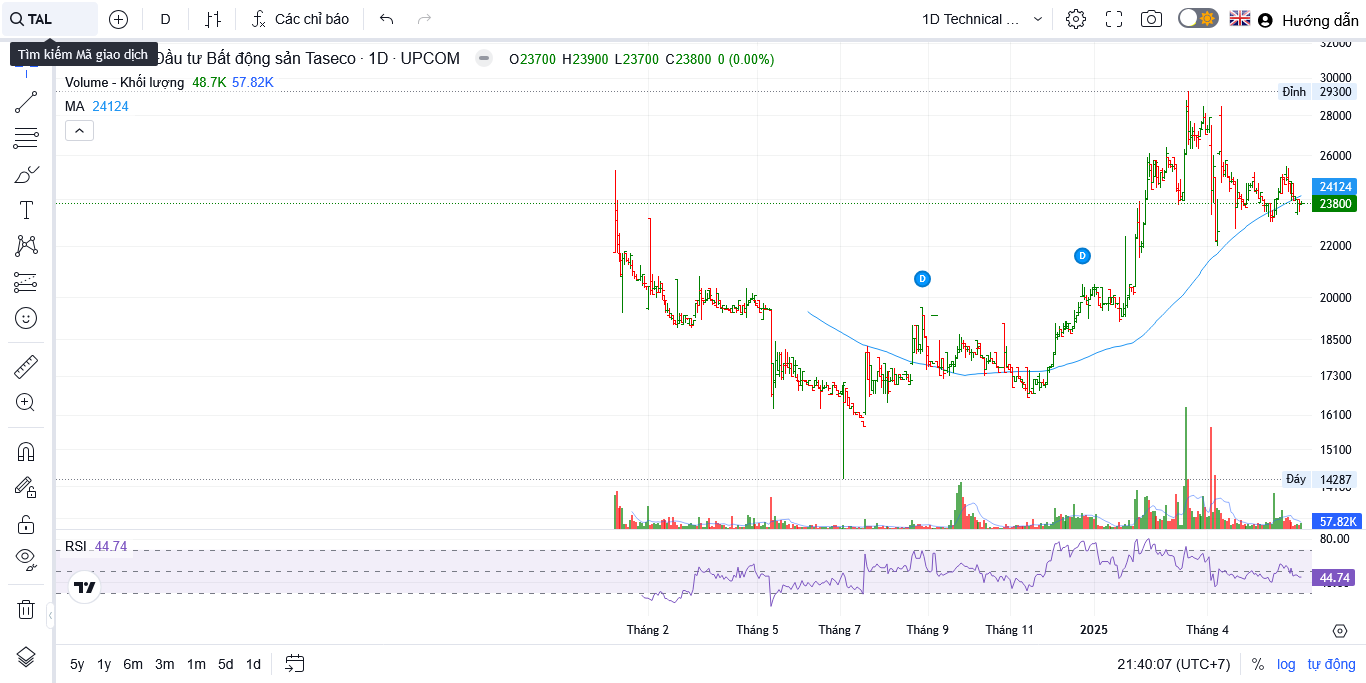 TAL
D
Các chỉ báo
1D Technical ...
Hướng dẫn
Tìm kiếm Mã giao dịch
Đầu tư Bất động sản Taseco · 1D · UPCOM
O23700 H23900 L23700 C23800 0 (0.00%)
Volume - Khối lượng 48.7K 57.82K
MA 24124
32000
30000
Đỉnh 29300
28000
26000
24124
23800
22000
D
D
20000
18500
17300
16100
15100
Đáy 14287
57.82K
80.00
RSI 44.74
44.74
Tháng 2 Tháng 5 Tháng 7 Tháng 9 Tháng 11 2025 Tháng 4
5y 1y 6m 3m 1m 5d 1d
21:40:07 (UTC+7) % log tự động